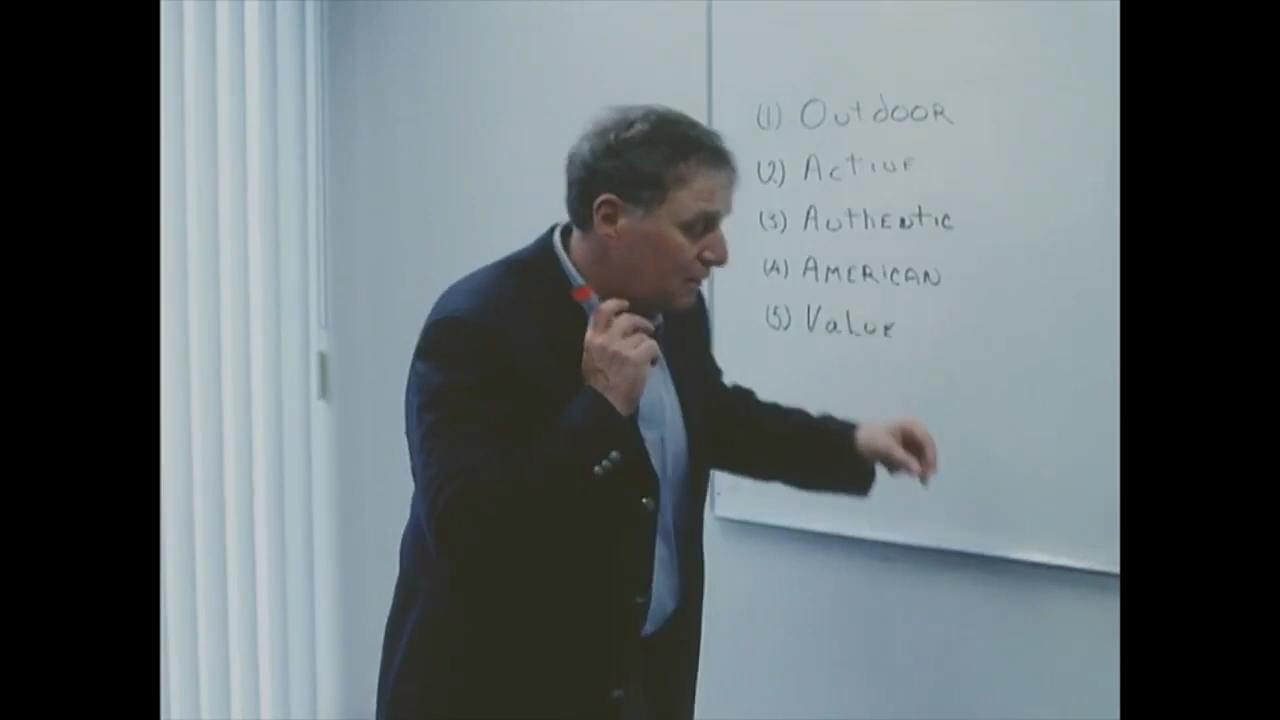 (1) Outdoor
(2) Active
(3) Authentic
(4) American
(5) Value